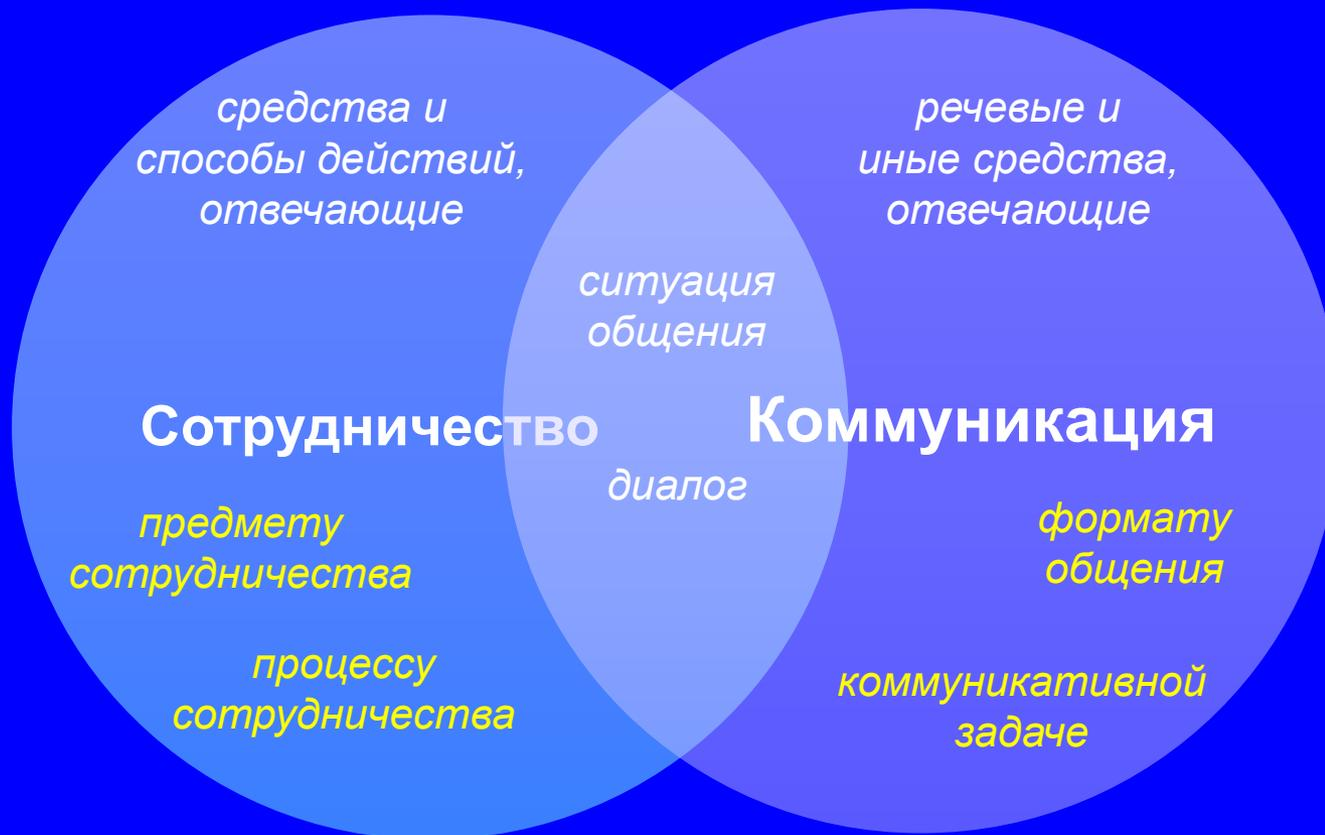 средства и
способы действий,
отвечающие
Сотрудничество
предмету
сотрудничества
процессу
сотрудничества
ситуация
общения
диалог
речевые и
иные средства,
отвечающие
Коммуникация
формату
общения
коммуникативной
задаче